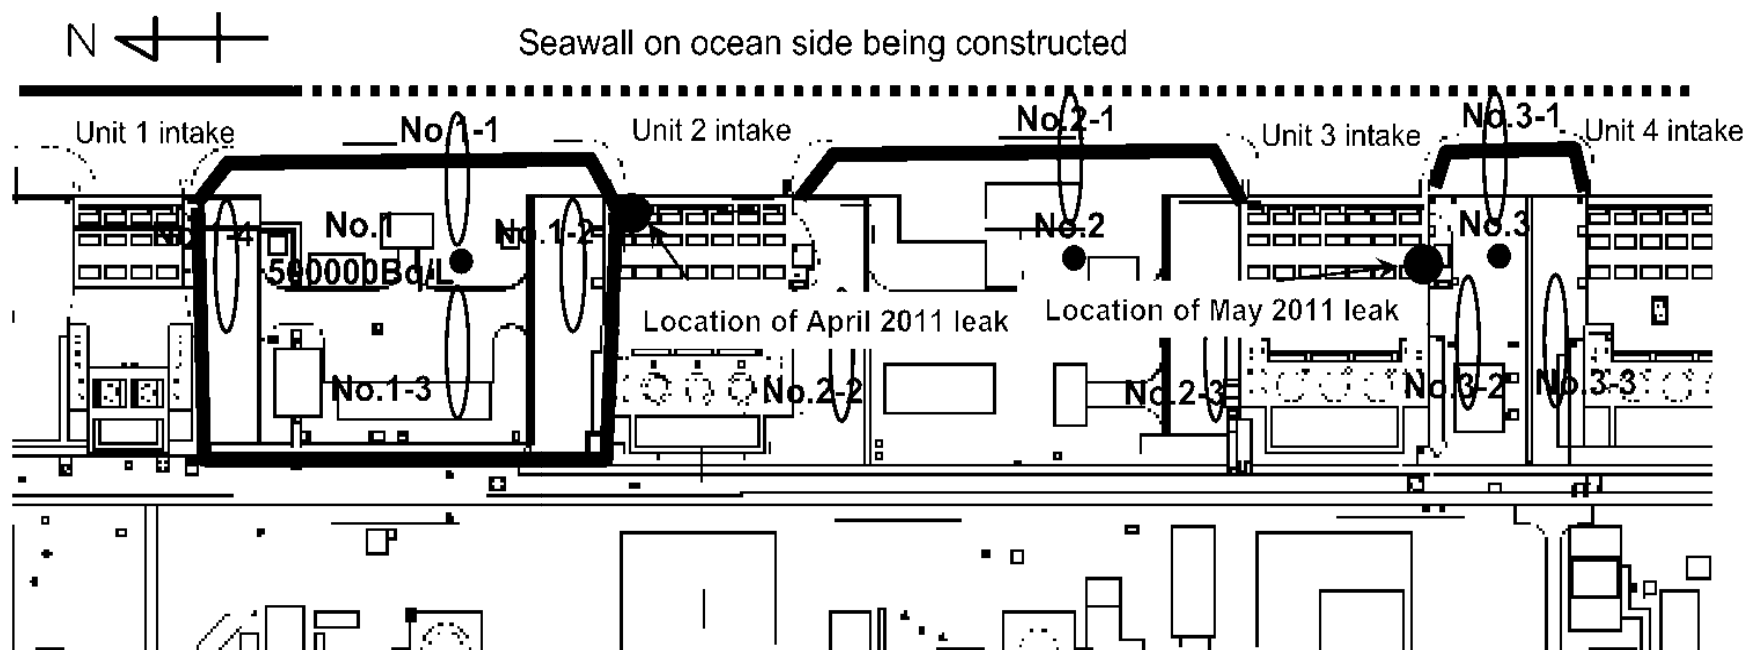 N
Seawall on ocean side being constructed
Unit 1 intake
No.1-1
Unit 2 intake
No.2-1
Unit 3 intake
No.3-1
Unit 4 intake
No.1
No.1-2
No.2
No.3
500000Bq/L
Location of April 2011 leak
Location of May 2011 leak
No.1-3
No.2-2
No.2-3
No.3-2
No.3-3